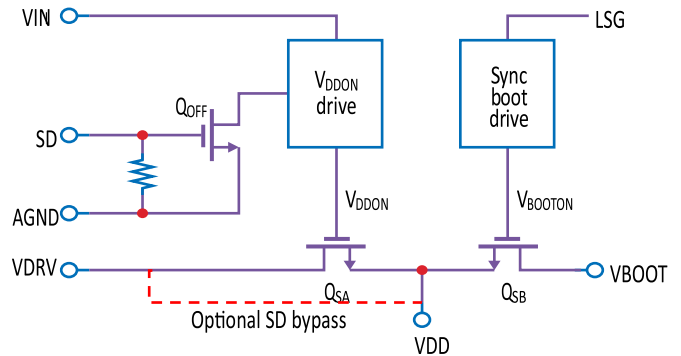 VIN
LSG
VDDON
drive
Sync
boot
drive
QOFF
SD
VDDON
VBOOTON
AGND
VDRV
VBOOT
QSA
QSB
Optional SD bypass
VDD